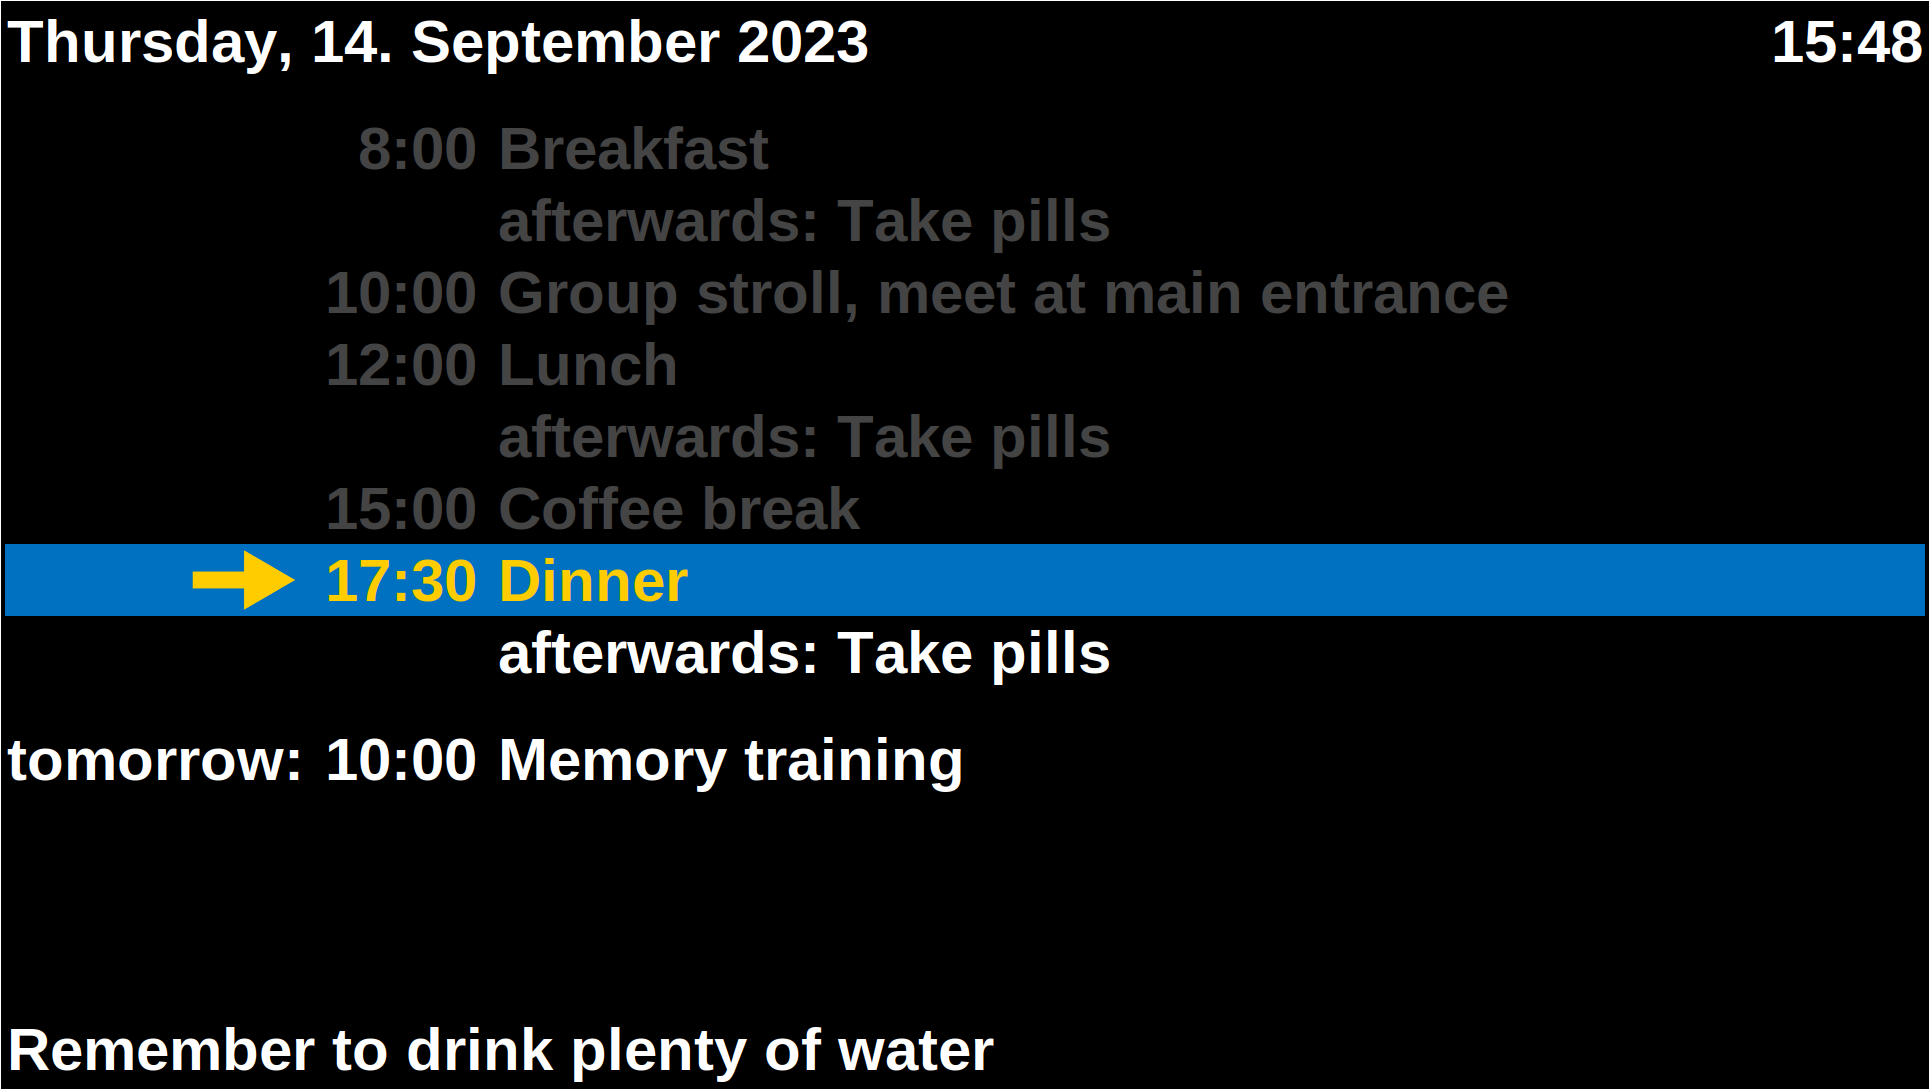 Thursday, 14. September 2023 15:48
8:00 Breakfast
afterwards: Take pills
10:00 Group stroll, meet at main entrance
12:00 Lunch
afterwards: Take pills
15:00 Coffee break
17:30 Dinner
afterwards: Take pills
tomorrow: 10:00 Memory training
Remember to drink plenty of water